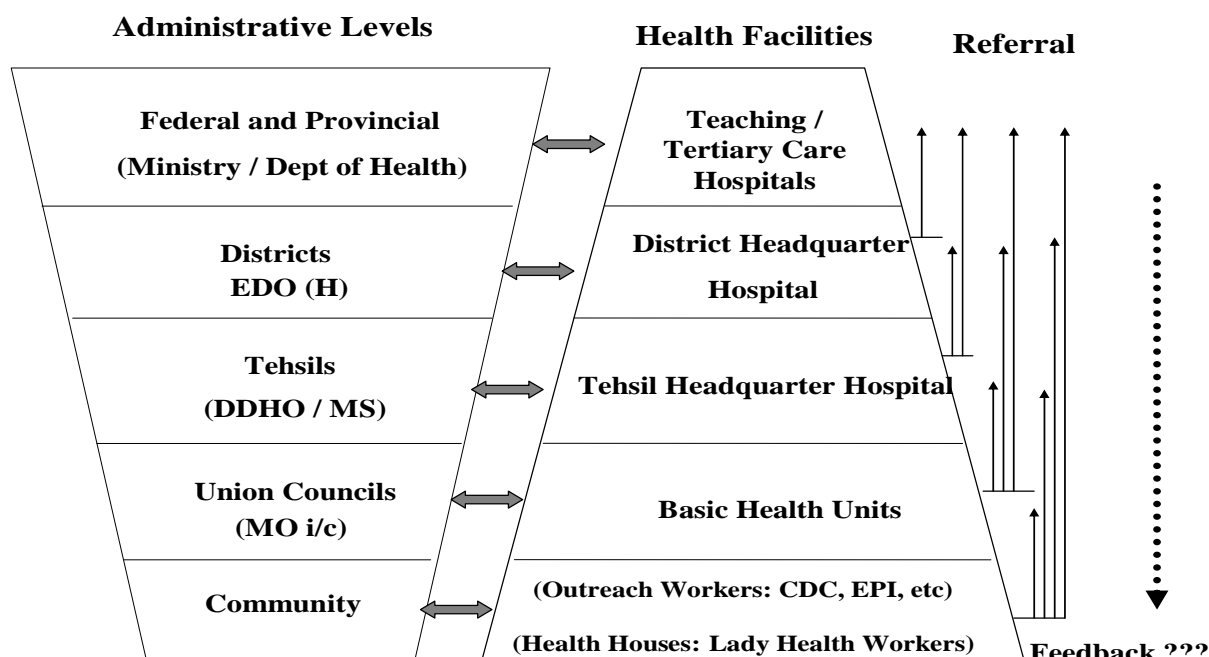 Administrative Levels
Health Facilities
Referral
Federal and Provincial
(Ministry / Dept of Health)
Teaching /
Tertiary Care
Hospitals
Districts
EDO (H)
District Headquarter
Hospital
Tehsils
(DDHO / MS)
Tehsil Headquarter Hospital
Union Councils
(MO i/c)
Basic Health Units
Community
(Outreach Workers: CDC, EPI, etc)
(Health Houses: Lady Health Workers)
Feedback ???